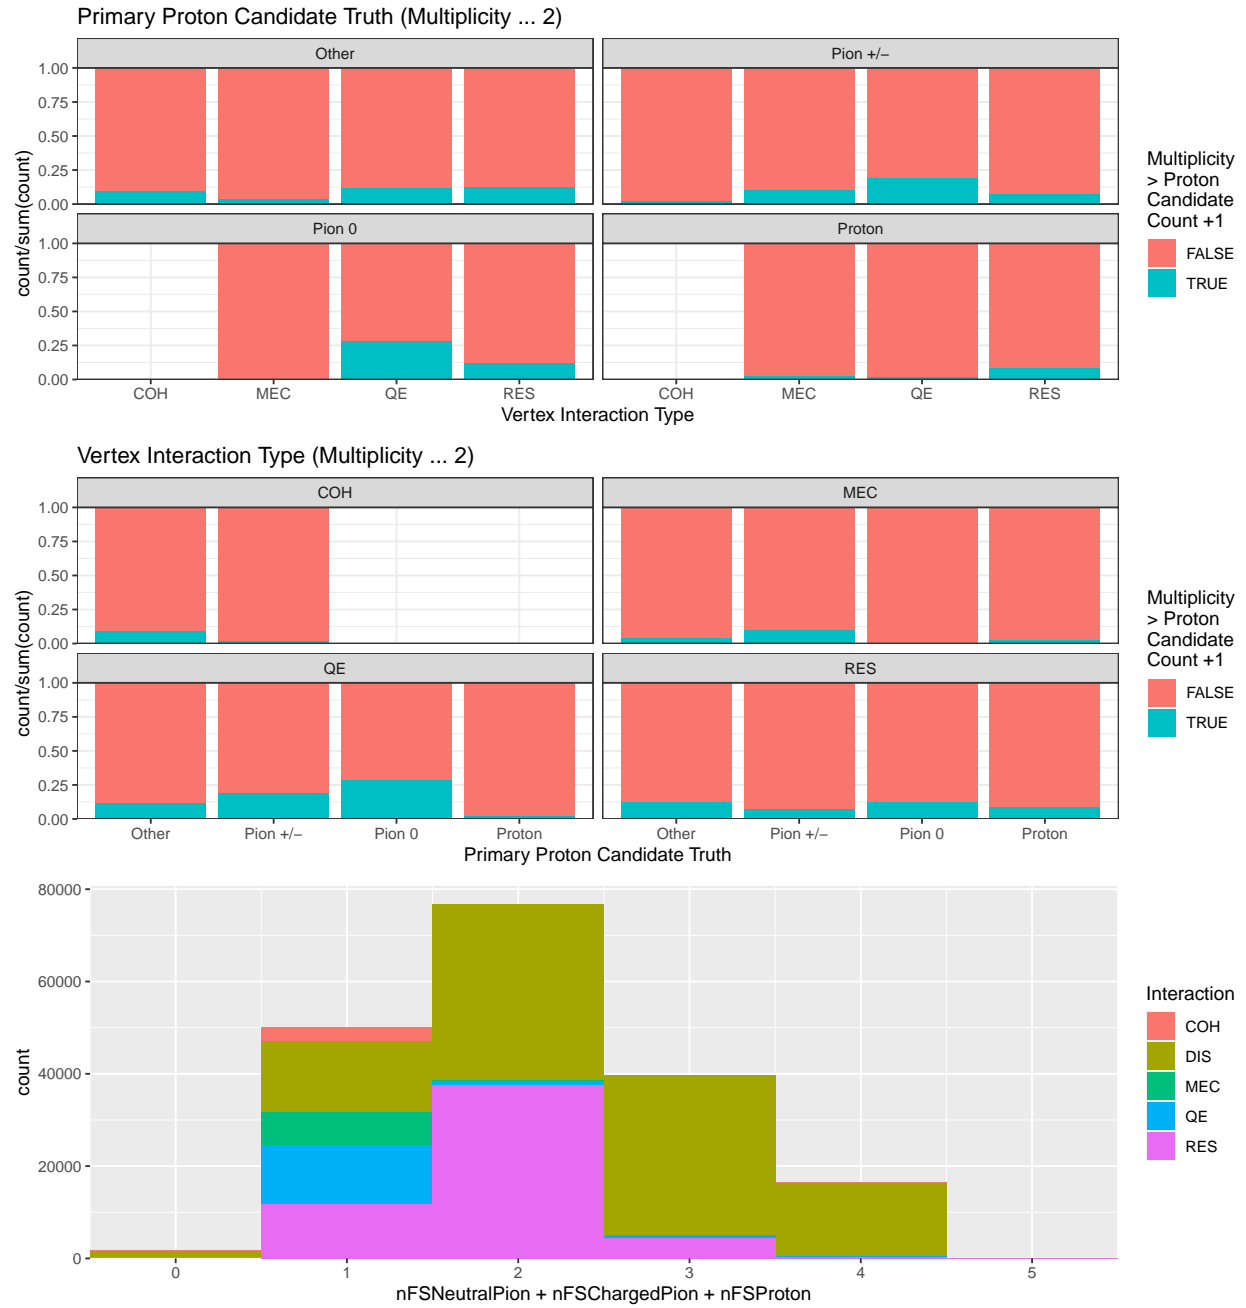 Primary Proton Candidate Truth (Multiplicity ... 2)
Other
Pion +/−
1.00
0.75
0.50
0.25
0.00
Pion 0
Proton
1.00
0.75
0.50
0.25
0.00
count/sum(count)
COH MEC QE RES
COH MEC QE RES
Vertex Interaction Type
Multiplicity
> Proton
Candidate
Count +1
FALSE
TRUE
Vertex Interaction Type (Multiplicity ... 2)
COH
MEC
1.00
0.75
0.50
0.25
0.00
QE
RES
1.00
0.75
0.50
0.25
0.00
count/sum(count)
Other Pion +/− Pion 0 Proton
Other Pion +/− Pion 0 Proton
Primary Proton Candidate Truth
Multiplicity
> Proton
Candidate
Count +1
FALSE
TRUE
80000
60000
40000
20000
0
count
0 1 2 3 4 5
nFSNeutralPion + nFSChargedPion + nFSProton
Interaction
COH
DIS
MEC
QE
RES